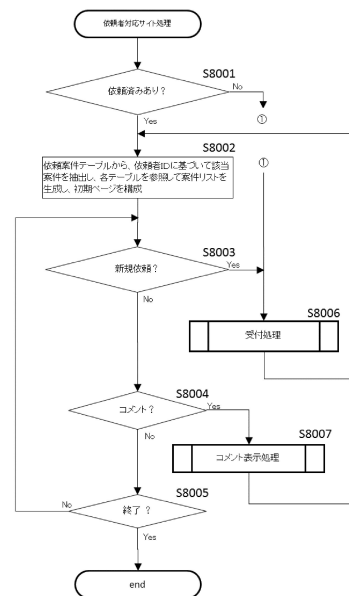 依頼者対応サイト処理
S8001
依頼済みあり？
No
①
Yes
S8002
依頼案件テーブルから、依頼者IDに基づいて該当
案件を抽出し、各テーブルを参照して案件リストを
生成し、初期ページを構成
①
S8003
新規依頼？
Yes
No
S8006
受付処理
S8004
コメント？
Yes
No
S8007
コメント表示処理
S8005
No
終了？
Yes
end